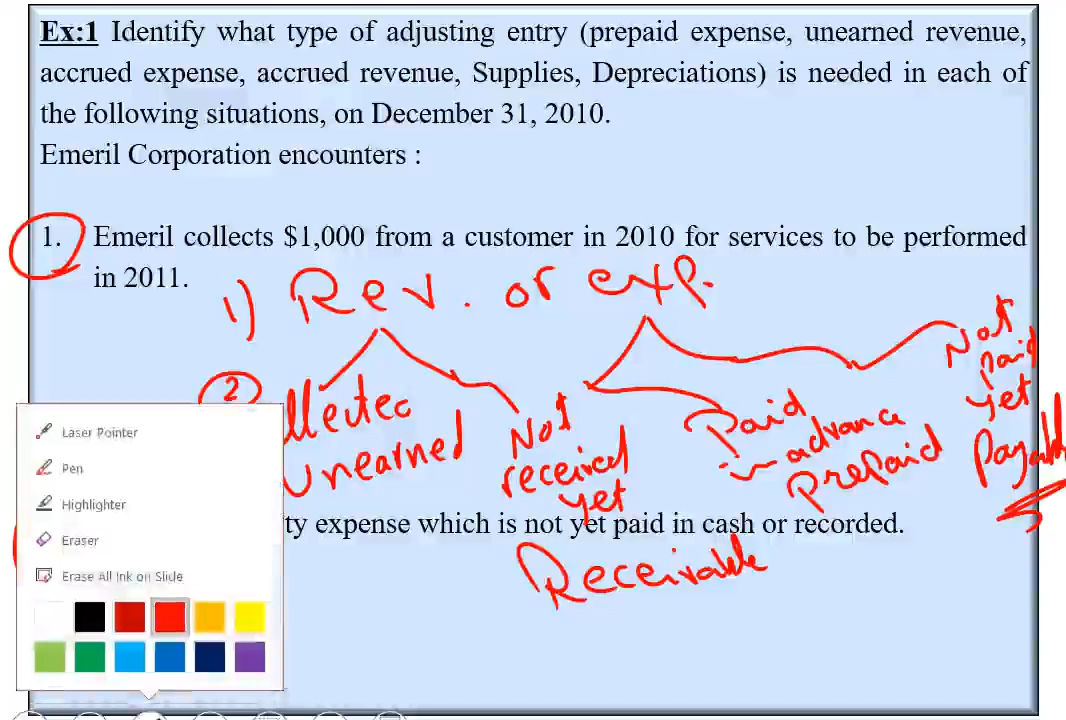 Ex:1 Identify what type of adjusting entry (prepaid expense, unearned revenue,
accrued expense, accrued revenue, Supplies, Depreciations) is needed in each of
the following situations, on December 31, 2010.
Emeril Corporation encounters :
1. Emeril collects $1,000 from a customer in 2010 for services to be performed
in 2011.
1) Rev. or exp.
2
llected
unearned
Not
received
yet
Paid
in advance
prepaid
Not
paid
yet
payable
ty expense which is not yet paid in cash or recorded.
Receivable
Laser Pointer
Pen
Highlighter
Eraser
Erase All Ink on Slide